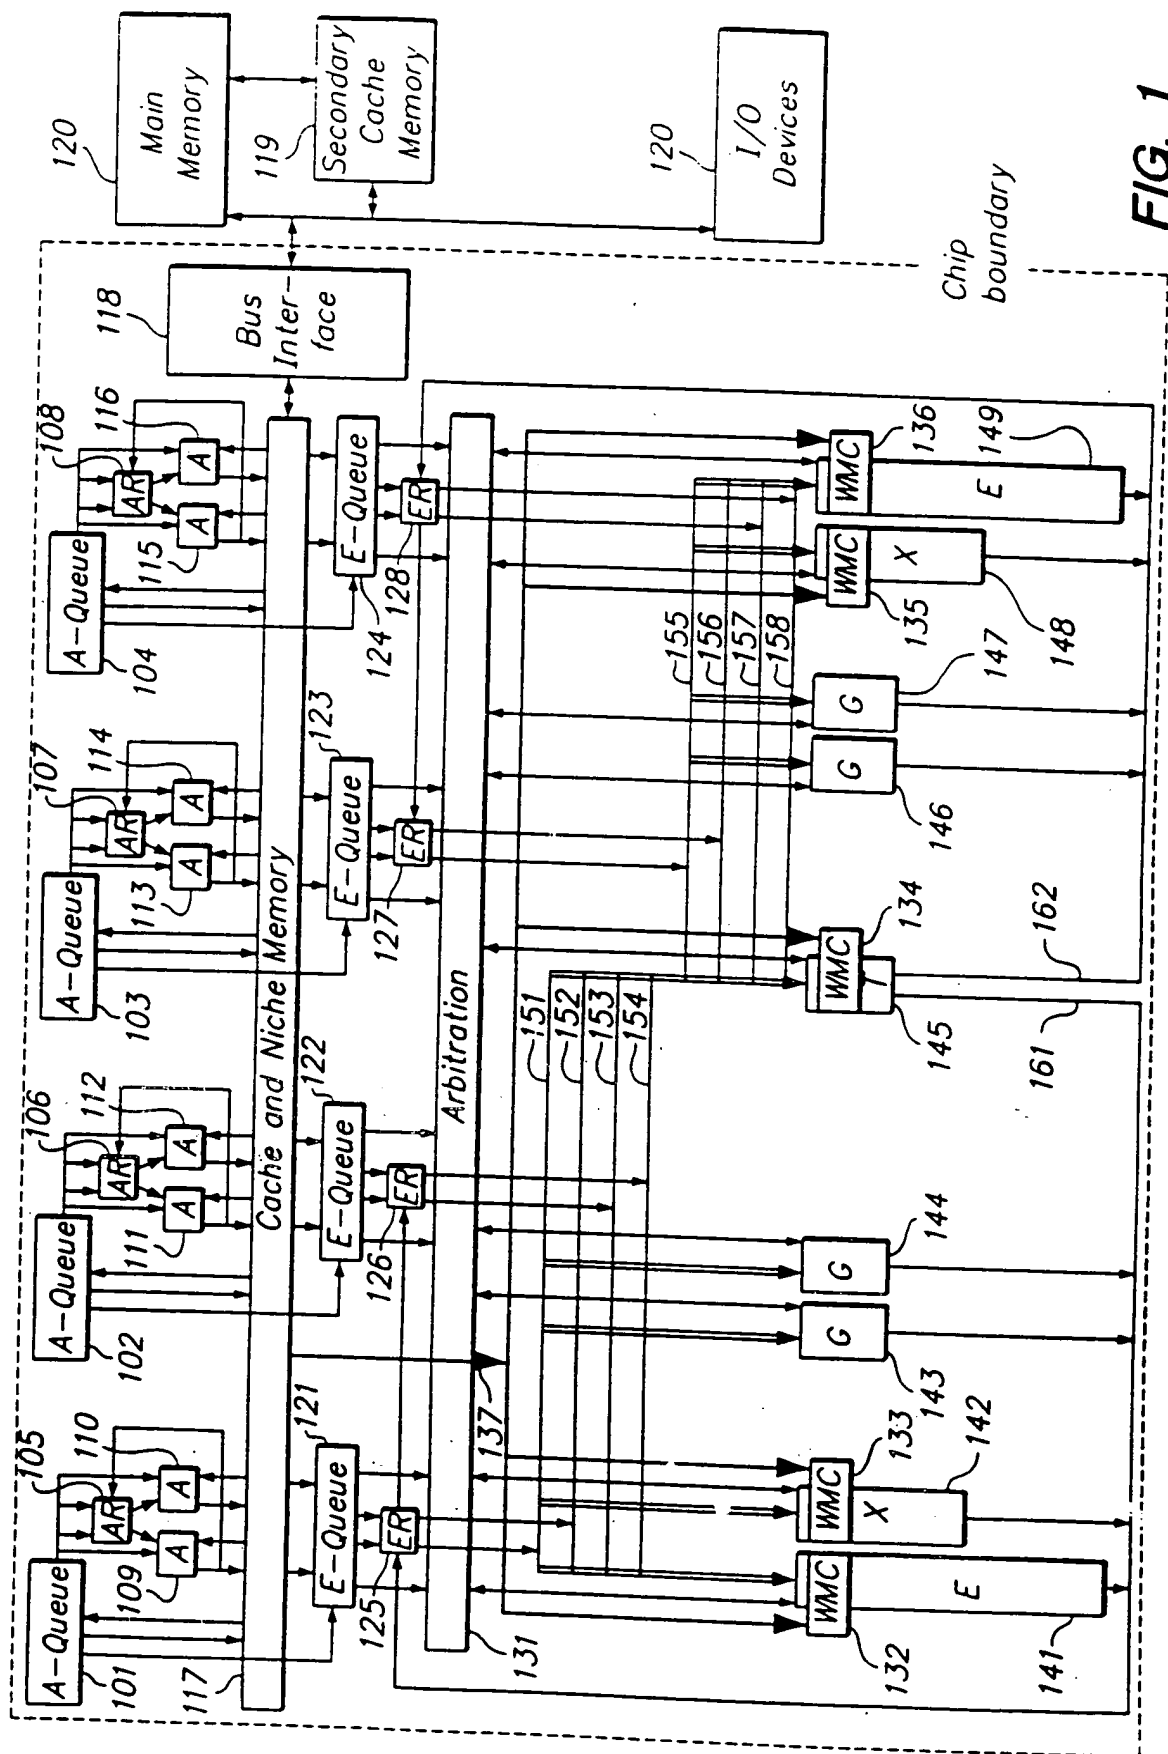 120
Main
Memory
119
Secondary
Cache
Memory
120
I/O
Devices
118
Bus
Inter-
face
Chip
boundary
FIG. 1
A-Queue
101
105
AR
110
A
109
A
A-Queue
102
106
AR
112
A
111
A
A-Queue
103
107
AR
114
A
113
A
A-Queue
104
108
AR
116
A
115
A
117
Cache and Niche Memory
121
E-Queue
122
E-Queue
123
E-Queue
124
E-Queue
125
ER
126
ER
127
ER
128
ER
131
Arbitration
137
151
152
153
154
155
156
157
158
132
WMC
E
141
133
WMC
X
142
G
143
G
144
134
WMC
T
145
161
162
G
146
G
147
135
WMC
X
148
136
WMC
E
149